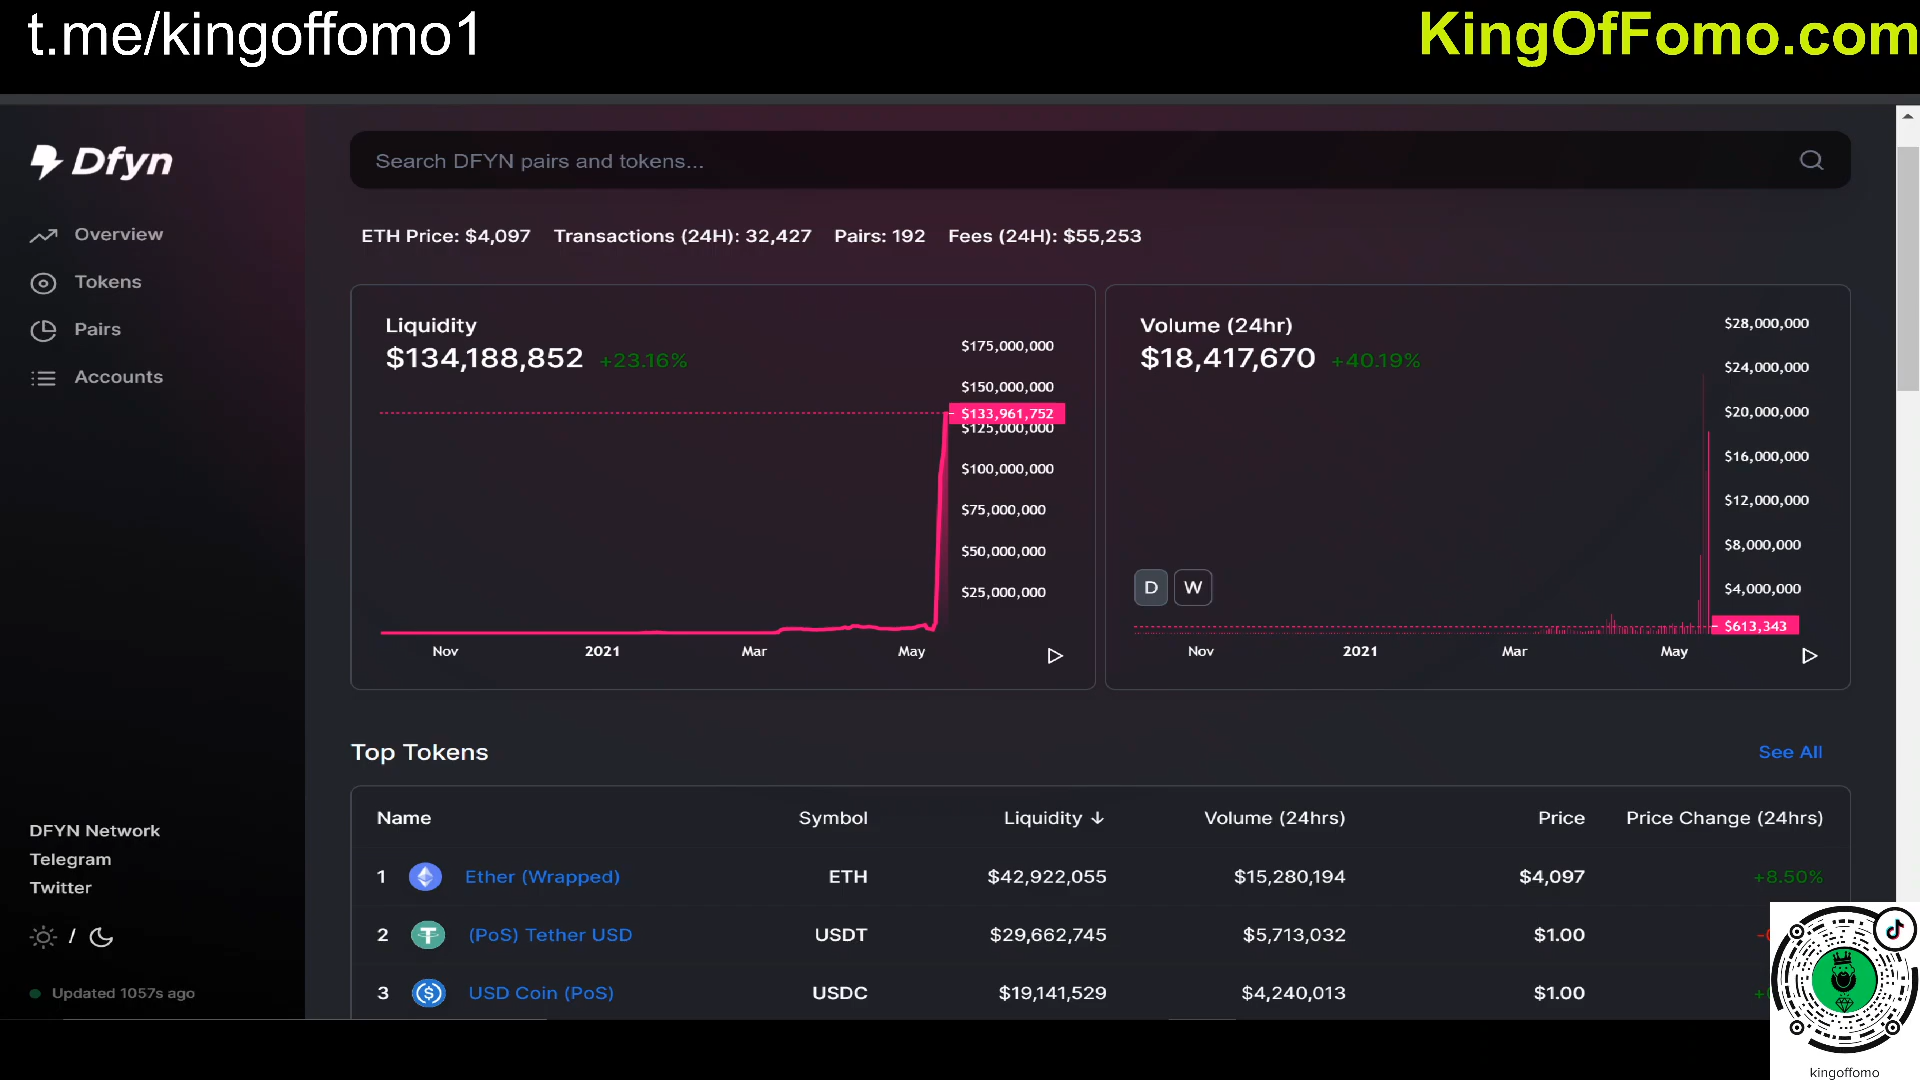 t.me/kingoffomo1
KingOfFomo.com
Dfyn
Overview
Tokens
Pairs
Accounts
DFYN Network
Telegram
Twitter
/
Updated 1057s ago
Search DFYN pairs and tokens...
ETH Price: $4,097 Transactions (24H): 32,427 Pairs: 192 Fees (24H): $55,253
Liquidity
$134,188,852 +23.16%
$175,000,000
$150,000,000
$133,961,752
$125,000,000
$100,000,000
$75,000,000
$50,000,000
$25,000,000
Nov 2021 Mar May
Volume (24hr)
$18,417,670 +40.19%
$28,000,000
$24,000,000
$20,000,000
$16,000,000
$12,000,000
$8,000,000
$4,000,000
$613,343
D W
Nov 2021 Mar May
Top Tokens See All
Name Symbol Liquidity ↓ Volume (24hrs) Price Price Change (24hrs)
1 Ether (Wrapped) ETH $42,922,055 $15,280,194 $4,097 +8.50%
2 (PoS) Tether USD USDT $29,662,745 $5,713,032 $1.00
3 USD Coin (PoS) USDC $19,141,529 $4,240,013 $1.00
kingoffomo